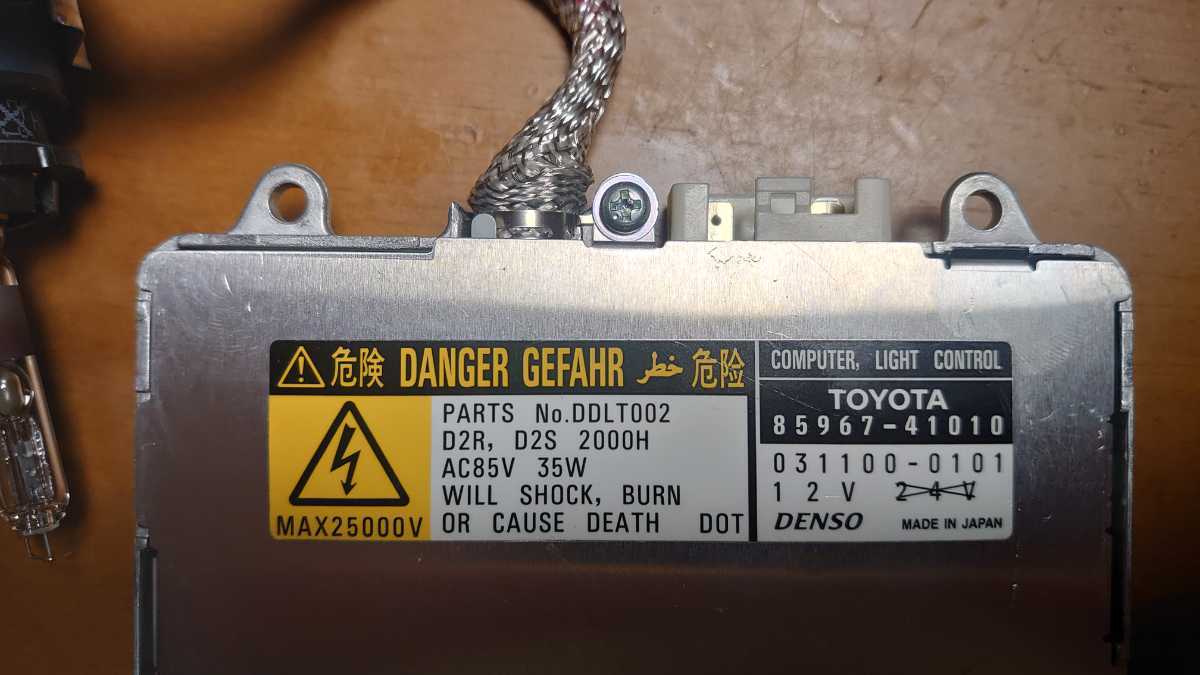 危険 DANGER GEFAHR خطر 危险
PARTS No.DDLT002
D2R, D2S 2000H
AC85V 35W
WILL SHOCK, BURN
OR CAUSE DEATH DOT
MAX25000V
COMPUTER, LIGHT CONTROL
TOYOTA
85967-41010
031100-0101
12V 24V
DENSO MADE IN JAPAN